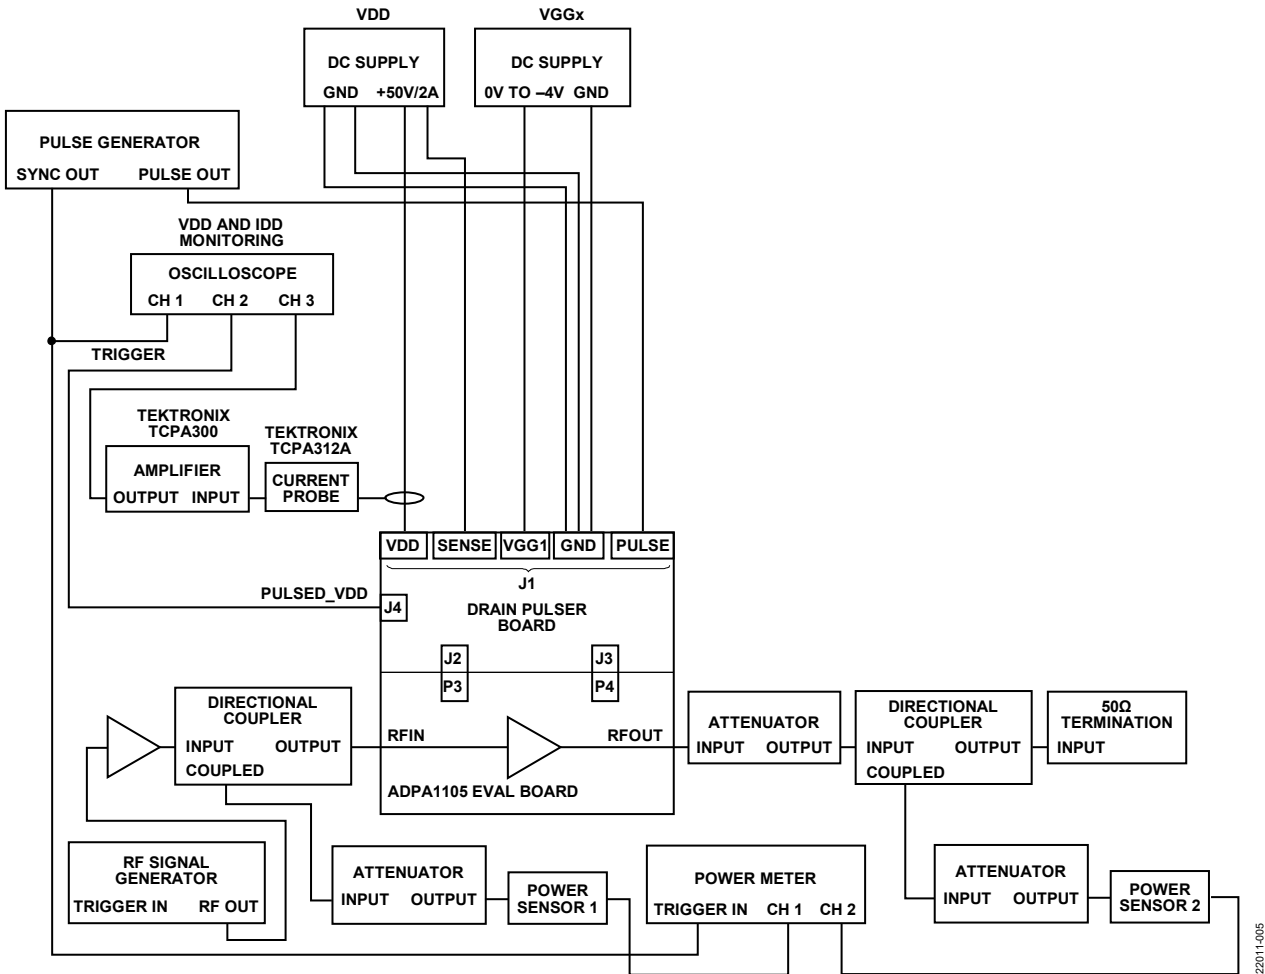 VDD
VGGx
DC SUPPLY
GND +50V/2A
DC SUPPLY
0V TO –4V GND
PULSE GENERATOR
SYNC OUT PULSE OUT
VDD AND IDD
MONITORING
OSCILLOSCOPE
CH 1 CH 2 CH 3
TRIGGER
TEKTRONIX
TCPA300
AMPLIFIER
OUTPUT INPUT
TEKTRONIX
TCPA312A
CURRENT
PROBE
VDD SENSE VGG1 GND PULSE
J1
PULSED_VDD
J4
DRAIN PULSER
BOARD
J2
J3
P3
P4
DIRECTIONAL
COUPLER
INPUT OUTPUT
COUPLED
RFIN
RFOUT
ADPA1105 EVAL BOARD
ATTENUATOR
INPUT OUTPUT
DIRECTIONAL
COUPLER
INPUT OUTPUT
COUPLED
50Ω
TERMINATION
INPUT
RF SIGNAL
GENERATOR
TRIGGER IN RF OUT
ATTENUATOR
INPUT OUTPUT
POWER
SENSOR 1
POWER METER
TRIGGER IN CH 1 CH 2
ATTENUATOR
INPUT OUTPUT
POWER
SENSOR 2
22011-005